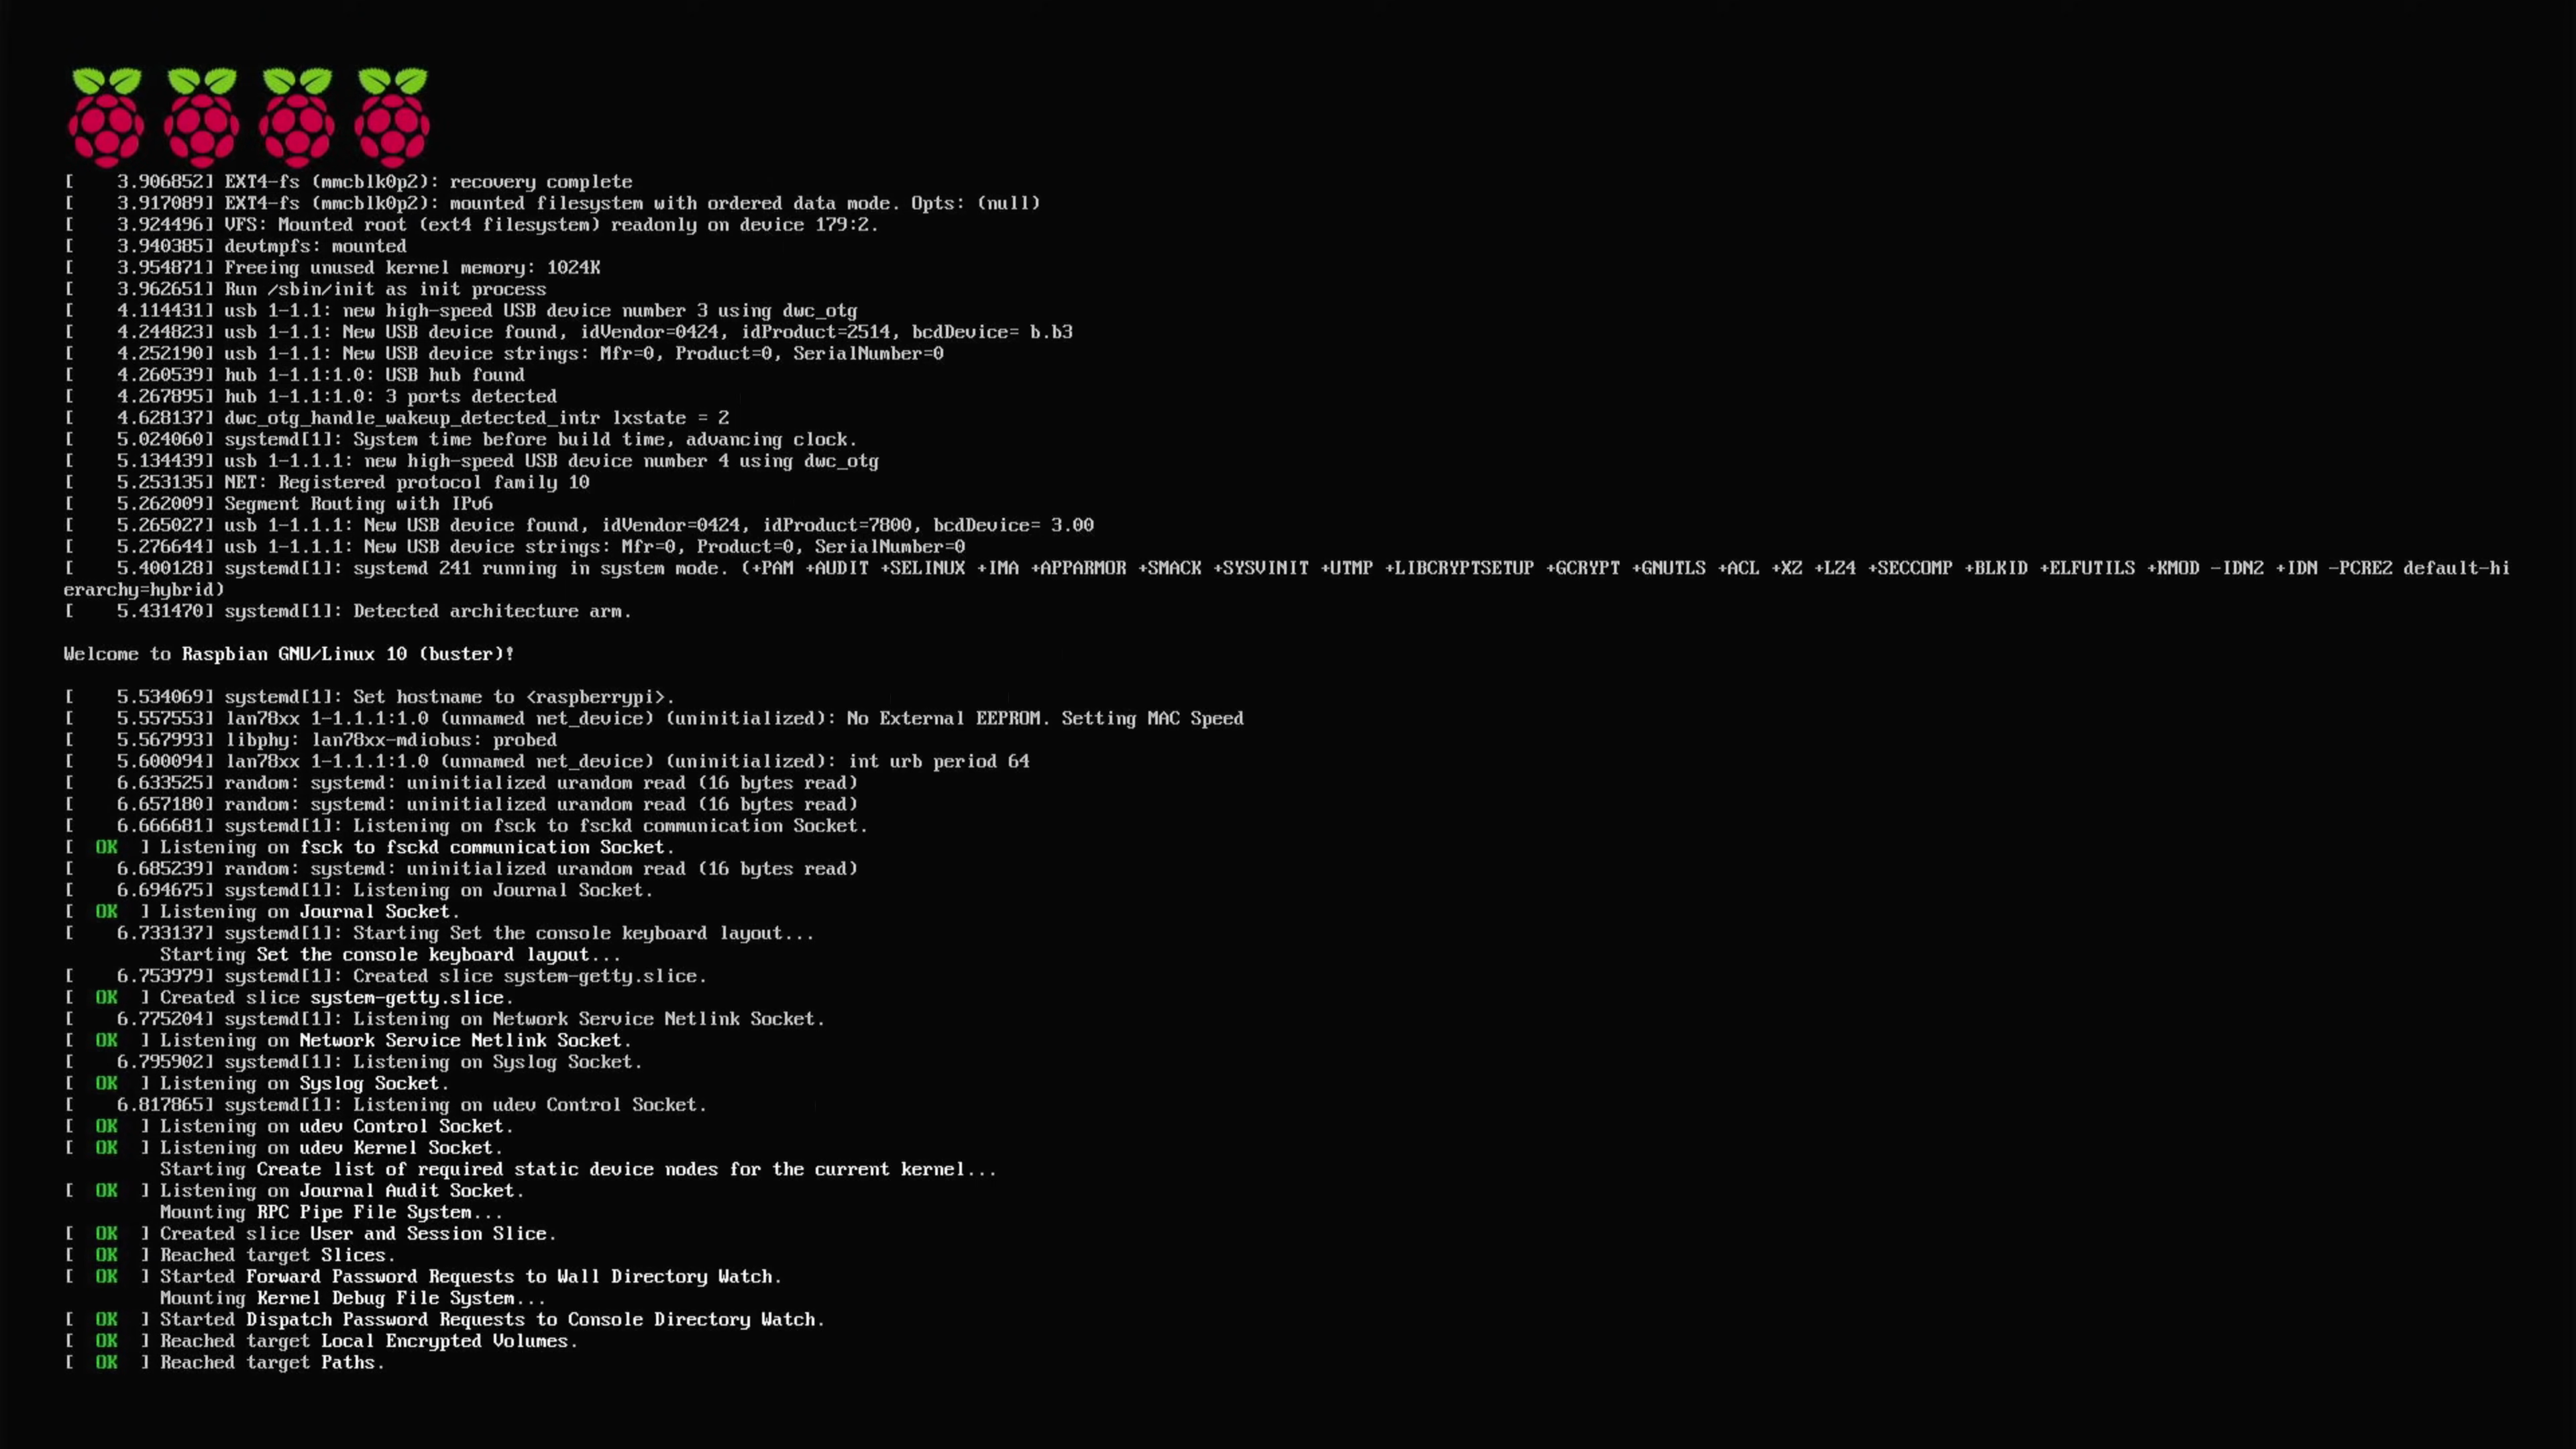 [    3.906852] EXT4-fs (mmcblk0p2): recovery complete
[    3.917089] EXT4-fs (mmcblk0p2): mounted filesystem with ordered data mode. Opts: (null)
[    3.924496] VFS: Mounted root (ext4 filesystem) readonly on device 179:2.
[    3.940385] devtmpfs: mounted
[    3.954871] Freeing unused kernel memory: 1024K
[    3.962651] Run /sbin/init as init process
[    4.114431] usb 1-1.1: new high-speed USB device number 3 using dwc_otg
[    4.244823] usb 1-1.1: New USB device found, idVendor=0424, idProduct=2514, bcdDevice= b.b3
[    4.252190] usb 1-1.1: New USB device strings: Mfr=0, Product=0, SerialNumber=0
[    4.260539] hub 1-1.1:1.0: USB hub found
[    4.267895] hub 1-1.1:1.0: 3 ports detected
[    4.628137] dwc_otg_handle_wakeup_detected_intr lxstate = 2
[    5.024060] systemd[1]: System time before build time, advancing clock.
[    5.134439] usb 1-1.1.1: new high-speed USB device number 4 using dwc_otg
[    5.253135] NET: Registered protocol family 10
[    5.262009] Segment Routing with IPv6
[    5.265027] usb 1-1.1.1: New USB device found, idVendor=0424, idProduct=7800, bcdDevice= 3.00
[    5.276644] usb 1-1.1.1: New USB device strings: Mfr=0, Product=0, SerialNumber=0
[    5.400128] systemd[1]: systemd 241 running in system mode. (+PAM +AUDIT +SELINUX +IMA +APPARMOR +SMACK +SYSVINIT +UTMP +LIBCRYPTSETUP +GCRYPT +GNUTLS +ACL +XZ +LZ4 +SECCOMP +BLKID +ELFUTILS +KMOD -IDN2 +IDN -PCRE2 default-hi
erarchy=hybrid)
[    5.431470] systemd[1]: Detected architecture arm.
Welcome to Raspbian GNU/Linux 10 (buster)!
[    5.534069] systemd[1]: Set hostname to <raspberrypi>.
[    5.557553] lan78xx 1-1.1.1:1.0 (unnamed net_device) (uninitialized): No External EEPROM. Setting MAC Speed
[    5.567993] libphy: lan78xx-mdiobus: probed
[    5.600094] lan78xx 1-1.1.1:1.0 (unnamed net_device) (uninitialized): int urb period 64
[    6.633525] random: systemd: uninitialized urandom read (16 bytes read)
[    6.657180] random: systemd: uninitialized urandom read (16 bytes read)
[    6.666681] systemd[1]: Listening on fsck to fsckd communication Socket.
[  OK  ] Listening on fsck to fsckd communication Socket.
[    6.685239] random: systemd: uninitialized urandom read (16 bytes read)
[    6.694675] systemd[1]: Listening on Journal Socket.
[  OK  ] Listening on Journal Socket.
[    6.733137] systemd[1]: Starting Set the console keyboard layout...
         Starting Set the console keyboard layout...
[    6.753979] systemd[1]: Created slice system-getty.slice.
[  OK  ] Created slice system-getty.slice.
[    6.775204] systemd[1]: Listening on Network Service Netlink Socket.
[  OK  ] Listening on Network Service Netlink Socket.
[    6.795902] systemd[1]: Listening on Syslog Socket.
[  OK  ] Listening on Syslog Socket.
[    6.817865] systemd[1]: Listening on udev Control Socket.
[  OK  ] Listening on udev Control Socket.
[  OK  ] Listening on udev Kernel Socket.
         Starting Create list of required static device nodes for the current kernel...
[  OK  ] Listening on Journal Audit Socket.
         Mounting RPC Pipe File System...
[  OK  ] Created slice User and Session Slice.
[  OK  ] Reached target Slices.
[  OK  ] Started Forward Password Requests to Wall Directory Watch.
         Mounting Kernel Debug File System...
[  OK  ] Started Dispatch Password Requests to Console Directory Watch.
[  OK  ] Reached target Local Encrypted Volumes.
[  OK  ] Reached target Paths.